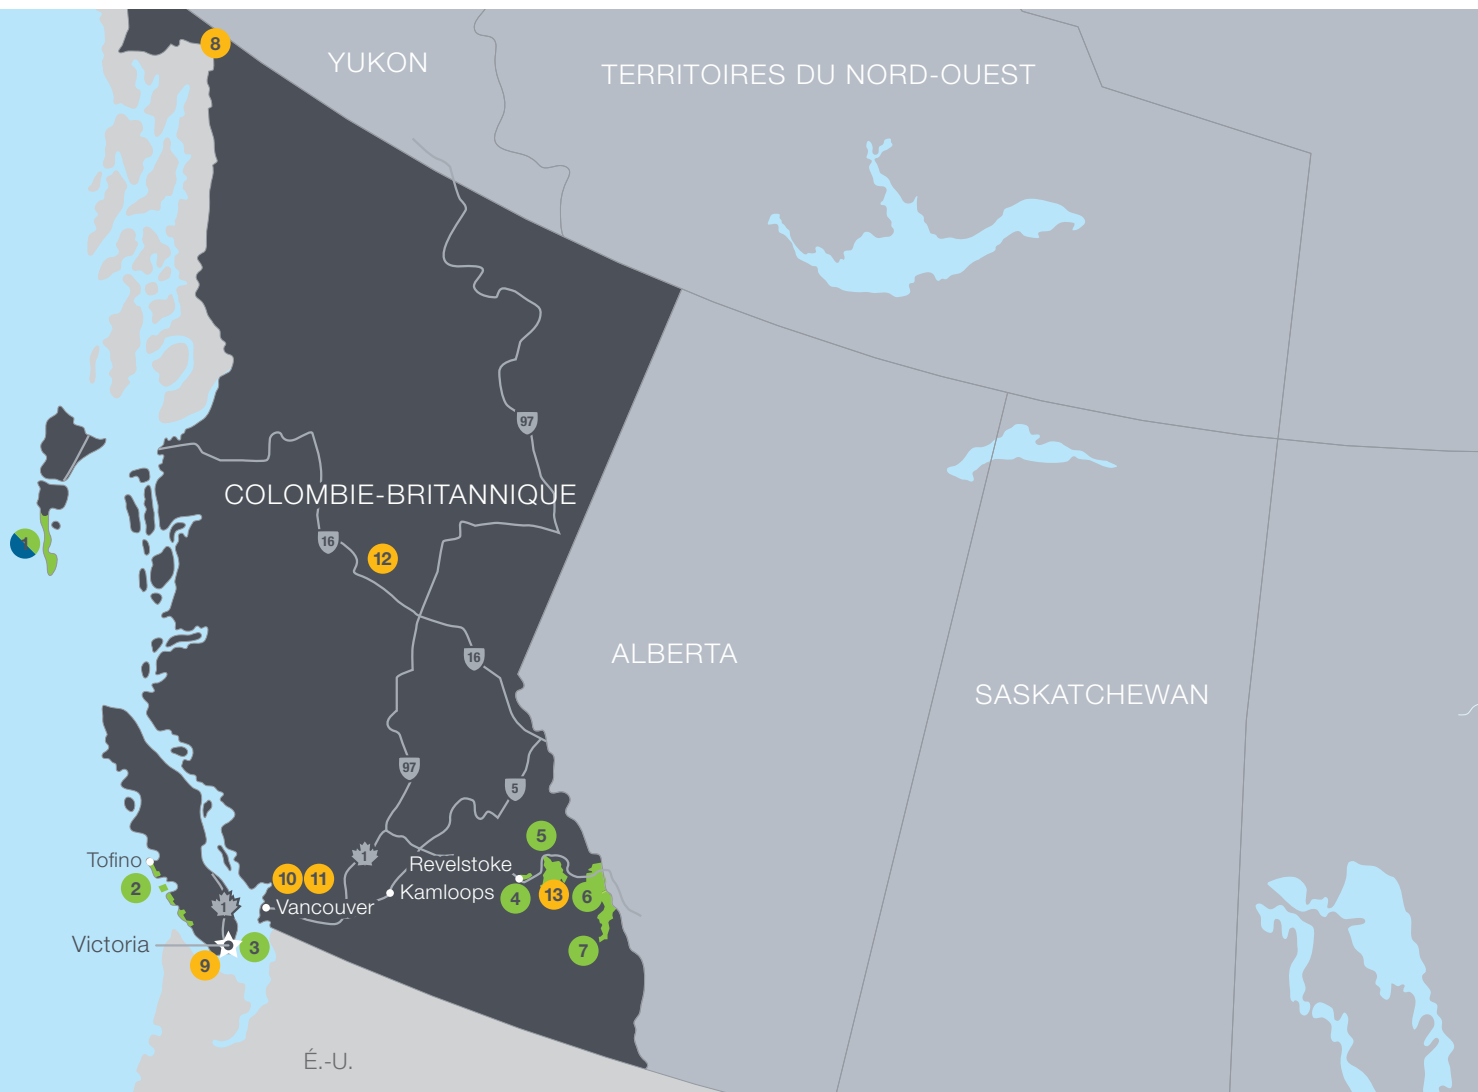 8
YUKON
TERRITOIRES DU NORD-OUEST
97
COLOMBIE-BRITANNIQUE
1
16
12
16
ALBERTA
SASKATCHEWAN
97
5
5
1
Tofino
Revelstoke
2
10
11
Kamloops
4
13
6
1
Vancouver
Victoria
3
7
9
É.-U.